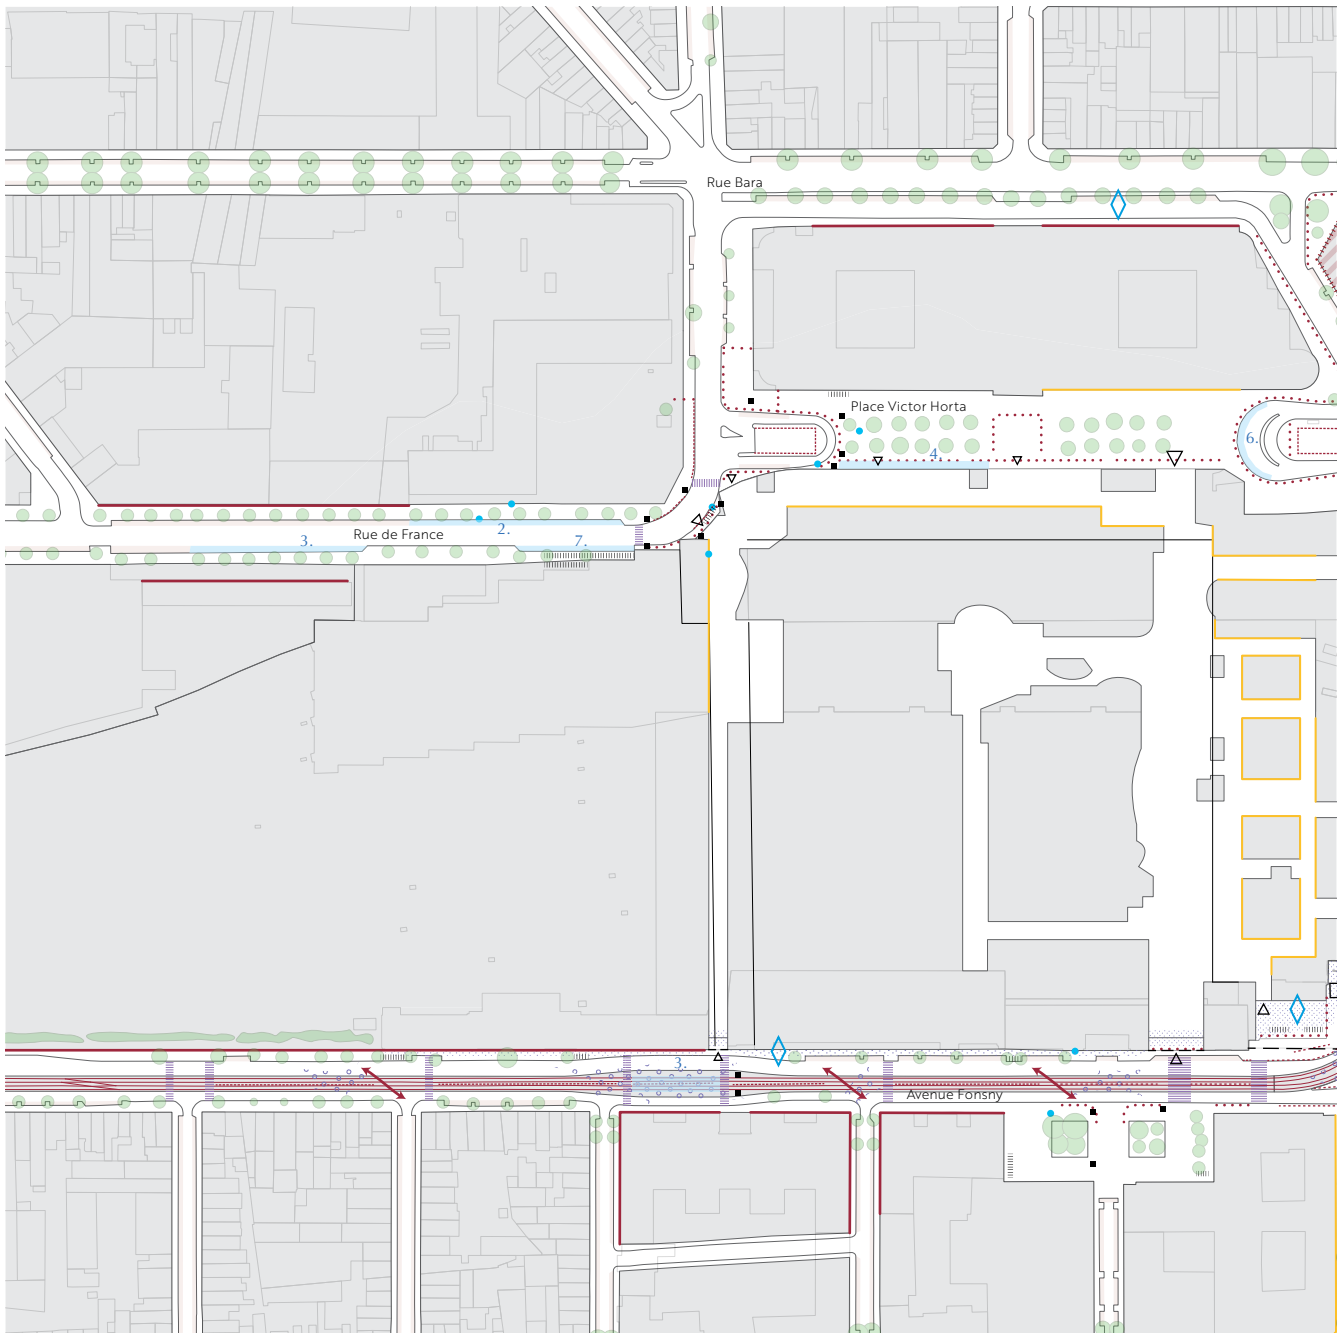 Rue Bara
Place Victor Horta
6.
4.
2.
Rue de France
3.
7.
3.
Avenue Fonsny